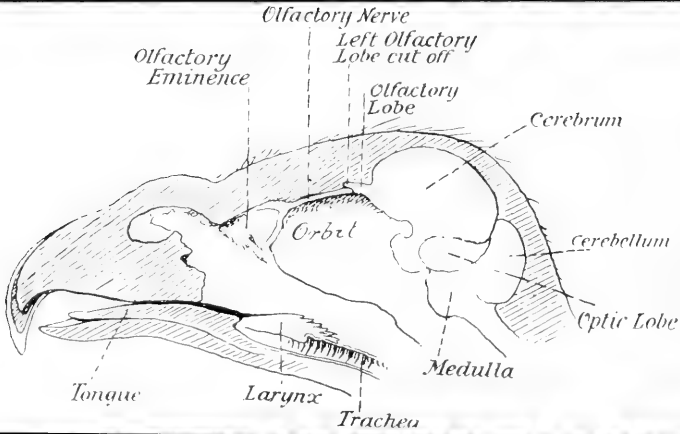 Olfactory Nerve
Olfactory
Eminence
Left Olfactory
Lobe cut off
Olfactory
Lobe
Cerebrum
Orbit
Cerebellum
Optic Lobe
Medulla
Tongue
Larynx
Trachea